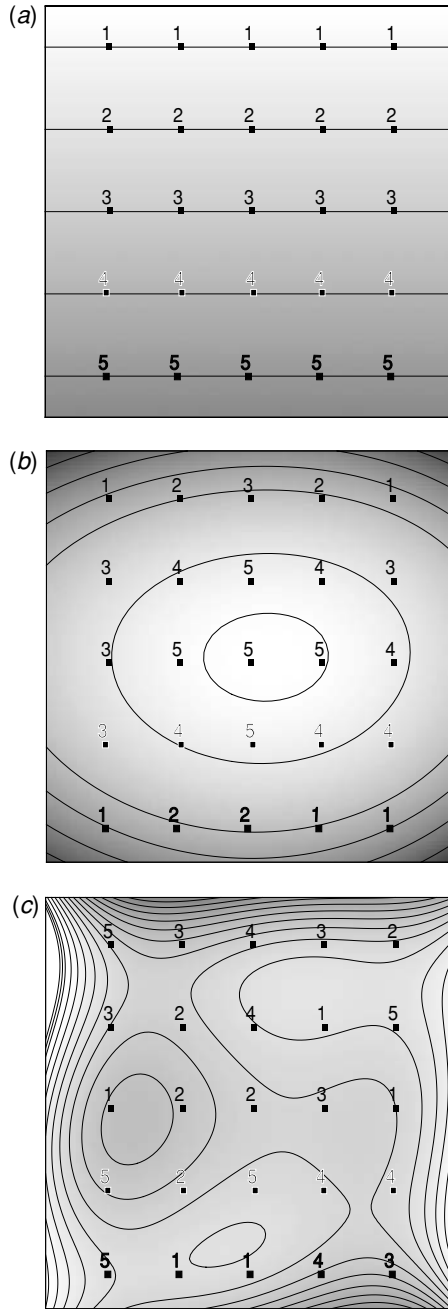 (a)
1 1 1 1 1
2 2 2 2 2
3 3 3 3 3
4 4 4 4 4
5 5 5 5 5
(b)
1 2 3 2 1
3 4 5 4 3
3 5 5 5 4
3 4 5 4 4
1 2 2 1 1
(c)
5 3 4 3 2
3 2 4 1 5
1 2 2 3 1
5 2 5 4 4
5 1 1 4 3